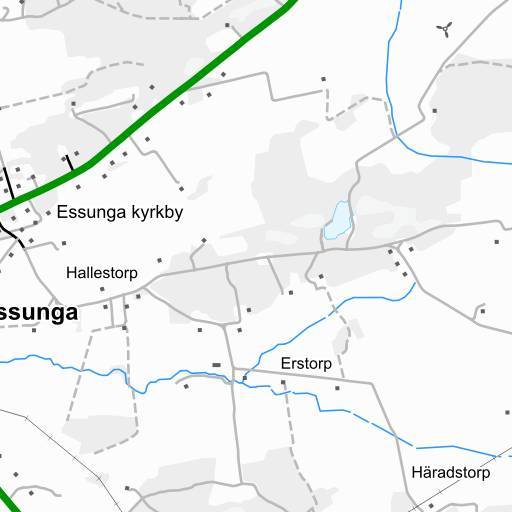 Essunga kyrkby
Hallestorp
ssunga
Erstorp
Häradstorp